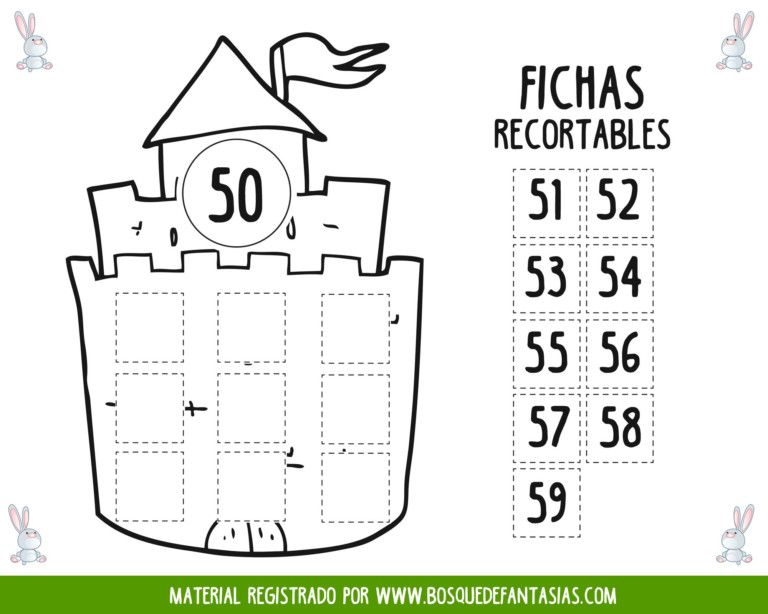 50
FICHAS
RECORTABLES
51 52
53 54
55 56
57 58
59
MATERIAL REGISTRADO POR WWW.BOSQUEDEFANTASIAS.COM